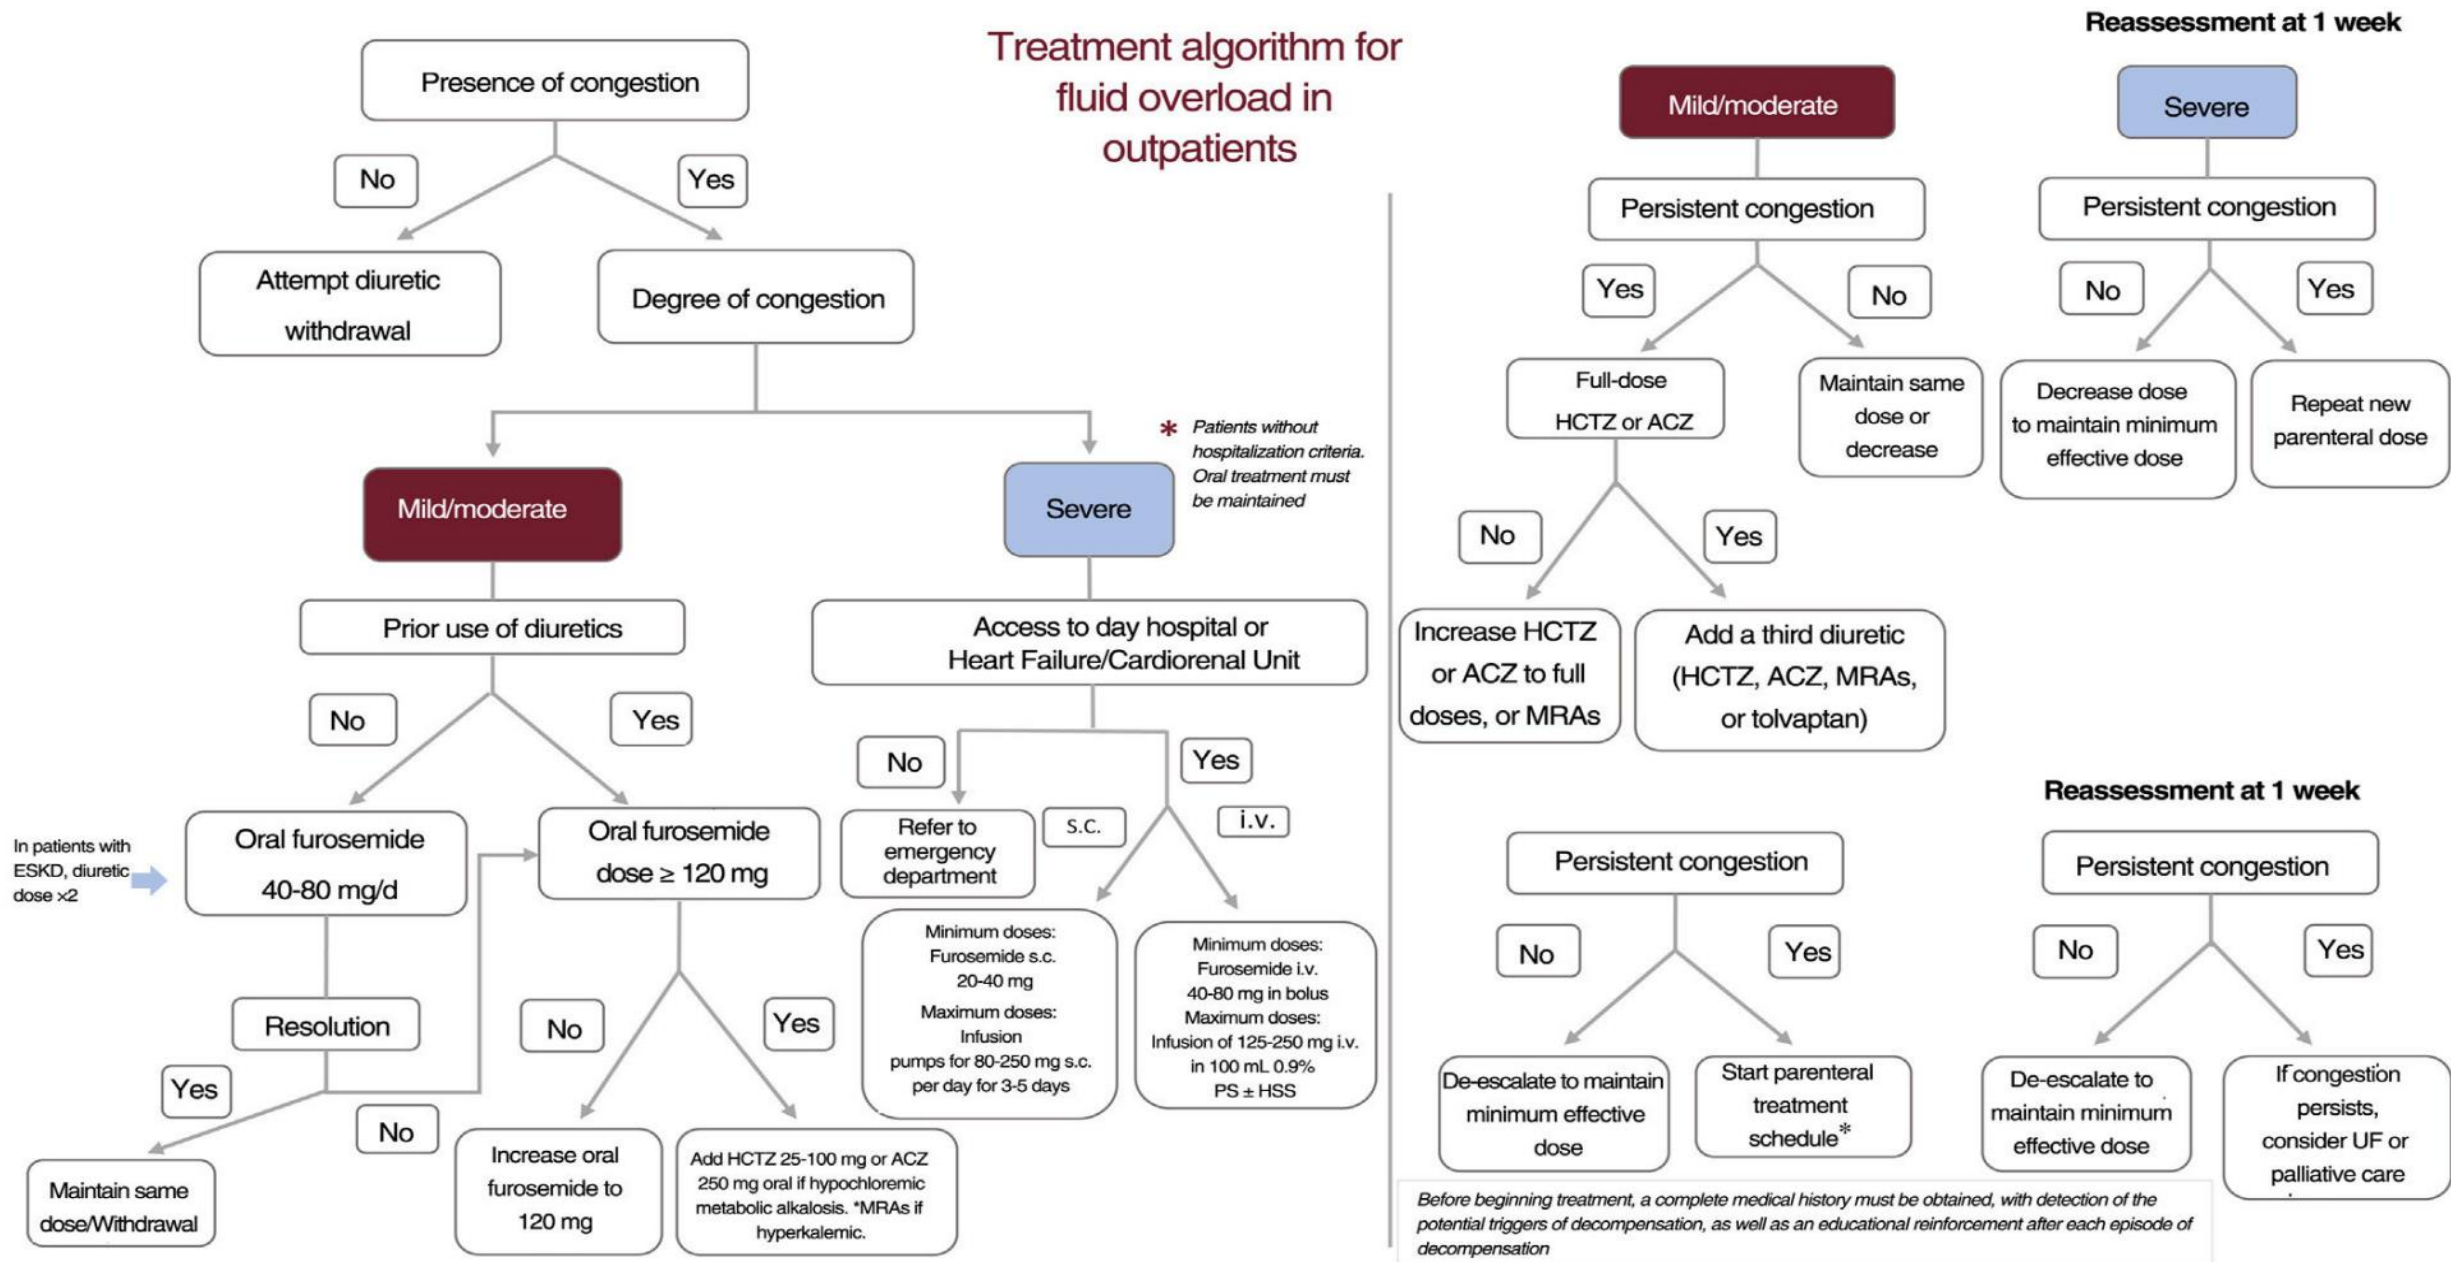 Treatment algorithm for
fluid overload in
outpatients
Presence of congestion
No
Yes
Attempt diuretic
withdrawal
Degree of congestion
* Patients without
hospitalization criteria.
Oral treatment must
be maintained
Mild/moderate
Severe
Prior use of diuretics
No
Yes
In patients with
ESKD, diuretic
dose ×2
Oral furosemide
40-80 mg/d
Oral furosemide
dose ≥ 120 mg
Resolution
Yes
No
Maintain same
dose/Withdrawal
No
Yes
Increase oral
furosemide to
120 mg
Add HCTZ 25-100 mg or ACZ
250 mg oral if hypochloremic
metabolic alkalosis. *MRAs if
hyperkalemic.
Access to day hospital or
Heart Failure/Cardiorenal Unit
No
Yes
Refer to
emergency
department
s.c.
i.v.
Minimum doses:
Furosemide s.c.
20-40 mg
Maximum doses:
Infusion
pumps for 80-250 mg s.c.
per day for 3-5 days
Minimum doses:
Furosemide i.v.
40-80 mg in bolus
Maximum doses:
Infusion of 125-250 mg i.v.
in 100 mL 0.9%
PS ± HSS
Reassessment at 1 week
Mild/moderate
Persistent congestion
Yes
No
Full-dose
HCTZ or ACZ
Maintain same
dose or
decrease
No
Yes
Increase HCTZ
or ACZ to full
doses, or MRAs
Add a third diuretic
(HCTZ, ACZ, MRAs,
or tolvaptan)
Severe
Persistent congestion
No
Yes
Decrease dose
to maintain minimum
effective dose
Repeat new
parenteral dose
Reassessment at 1 week
Persistent congestion
No
Yes
De-escalate to maintain
minimum effective
dose
Start parenteral
treatment
schedule*
Persistent congestion
No
Yes
De-escalate to
maintain minimum
effective dose
If congestion
persists,
consider UF or
palliative care
Before beginning treatment, a complete medical history must be obtained, with detection of the
potential triggers of decompensation, as well as an educational reinforcement after each episode of
decompensation